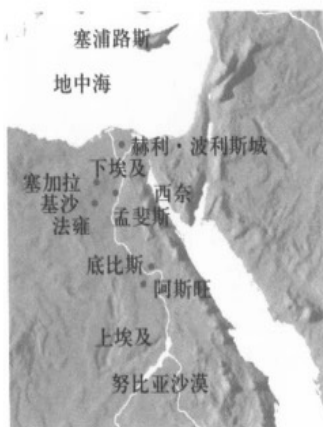 塞浦路斯
地中海
赫利·波利斯城
下埃及
塞加拉
西奈
基沙
孟斐斯
法雍
底比斯
阿斯旺
上埃及
努比亚沙漠